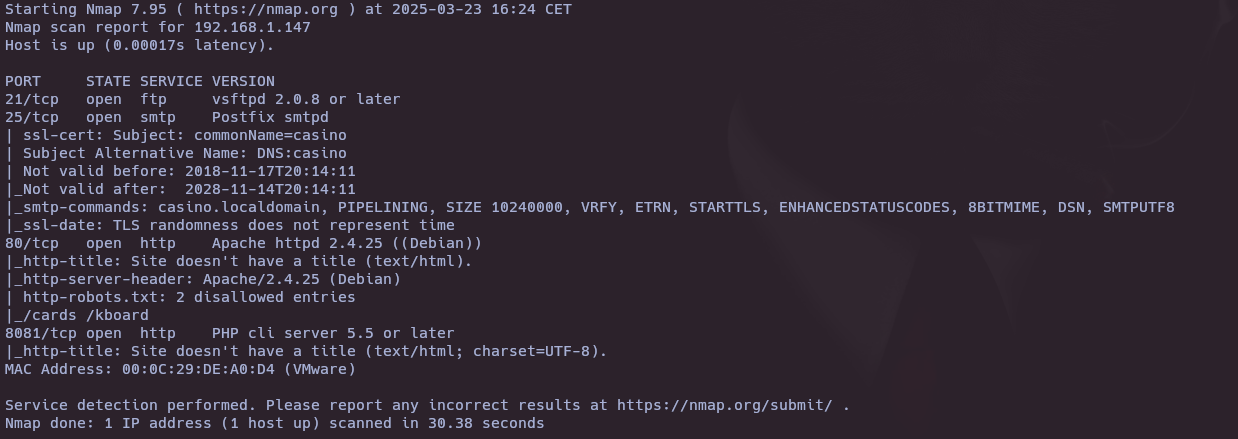 Starting Nmap 7.95 ( https://nmap.org ) at 2025-03-23 16:24 CET
Nmap scan report for 192.168.1.147
Host is up (0.00017s latency).

PORT     STATE SERVICE VERSION
21/tcp   open  ftp     vsftpd 2.0.8 or later
25/tcp   open  smtp    Postfix smtpd
| ssl-cert: Subject: commonName=casino
| Subject Alternative Name: DNS:casino
| Not valid before: 2018-11-17T20:14:11
|_Not valid after:  2028-11-14T20:14:11
|_smtp-commands: casino.localdomain, PIPELINING, SIZE 10240000, VRFY, ETRN, STARTTLS, ENHANCEDSTATUSCODES, 8BITMIME, DSN, SMTPUTF8
|_ssl-date: TLS randomness does not represent time
80/tcp   open  http    Apache httpd 2.4.25 ((Debian))
|_http-title: Site doesn't have a title (text/html).
|_http-server-header: Apache/2.4.25 (Debian)
| http-robots.txt: 2 disallowed entries
|_/cards /kboard
8081/tcp open  http    PHP cli server 5.5 or later
|_http-title: Site doesn't have a title (text/html; charset=UTF-8).
MAC Address: 00:0C:29:DE:A0:D4 (VMware)

Service detection performed. Please report any incorrect results at https://nmap.org/submit/ .
Nmap done: 1 IP address (1 host up) scanned in 30.38 seconds